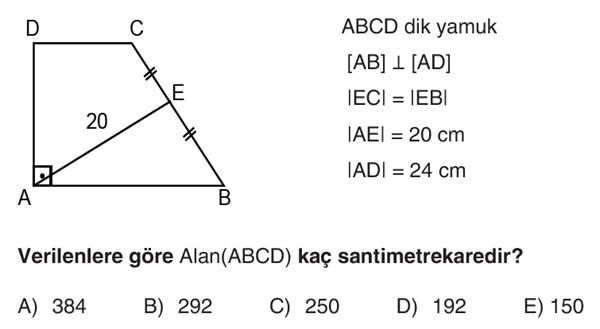 D C
ABCD dik yamuk
[AB] ⊥ [AD]
|EC| = |EB|
E
20
|AE| = 20 cm
|AD| = 24 cm
A B
Verilenlere göre Alan(ABCD) kaç santimetrekaredir?
A) 384 B) 292 C) 250 D) 192 E) 150